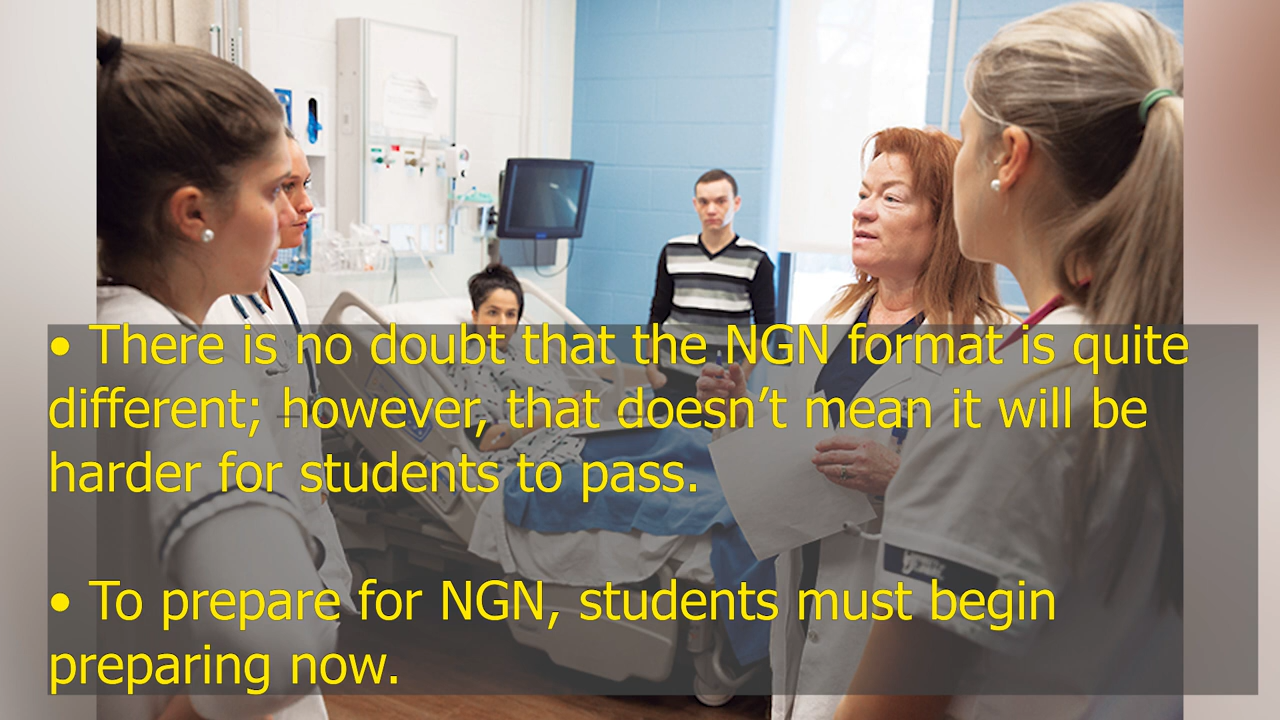 • There is no doubt that the NGN format is quite
different; however, that doesn’t mean it will be
harder for students to pass.
• To prepare for NGN, students must begin
preparing now.